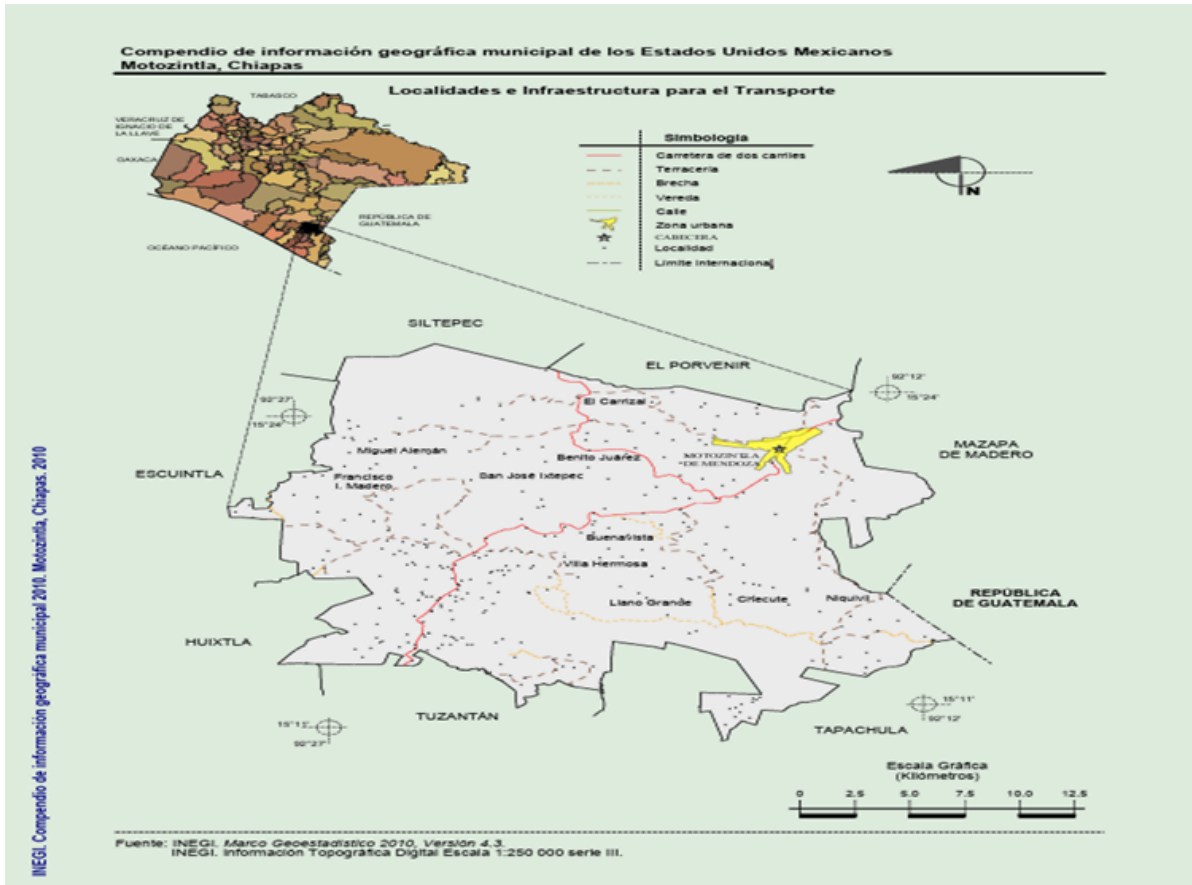 Compendio de información geográfica municipal de los Estados Unidos Mexicanos
Motozintla, Chiapas
Localidades e Infraestructura para el Transporte
TABASCO
VERACRUZ DE
IGNACIO DE
LA LLAVE
OAXACA
REPÚBLICA DE
GUATEMALA
OCÉANO PACÍFICO
Simbología
Carretera de dos carriles
Terracería
Brecha
Vereda
Calle
Zona urbana
CABECERA
Localidad
Límite internacional
N
SILTEPEC
EL PORVENIR
92°12'
15°24'
92°27'
15°24'
El Carrizal
MAZAPA
DE MADERO
Miguel Alemán
Benito Juárez
MOTOZINTLA
DE MENDOZA
ESCUINTLA
Francisco
I. Madero
San José Ixtepec
Buenavista
Villa Hermosa
Llano Grande
Criecute
Niquivil
REPÚBLICA
DE GUATEMALA
HUIXTLA
TUZANTÁN
15°11'
92°27'
15°11'
92°12'
TAPACHULA
Escala Gráfica
(Kilómetros)
0 2.5 5.0 7.5 10.0 12.5
Fuente: INEGI. Marco Geoestadístico 2010, Versión 4.3.
INEGI. Información Topográfica Digital Escala 1:250 000 serie III.
INEGI. Compendio de información geográfica municipal 2010. Motozintla, Chiapas. 2010